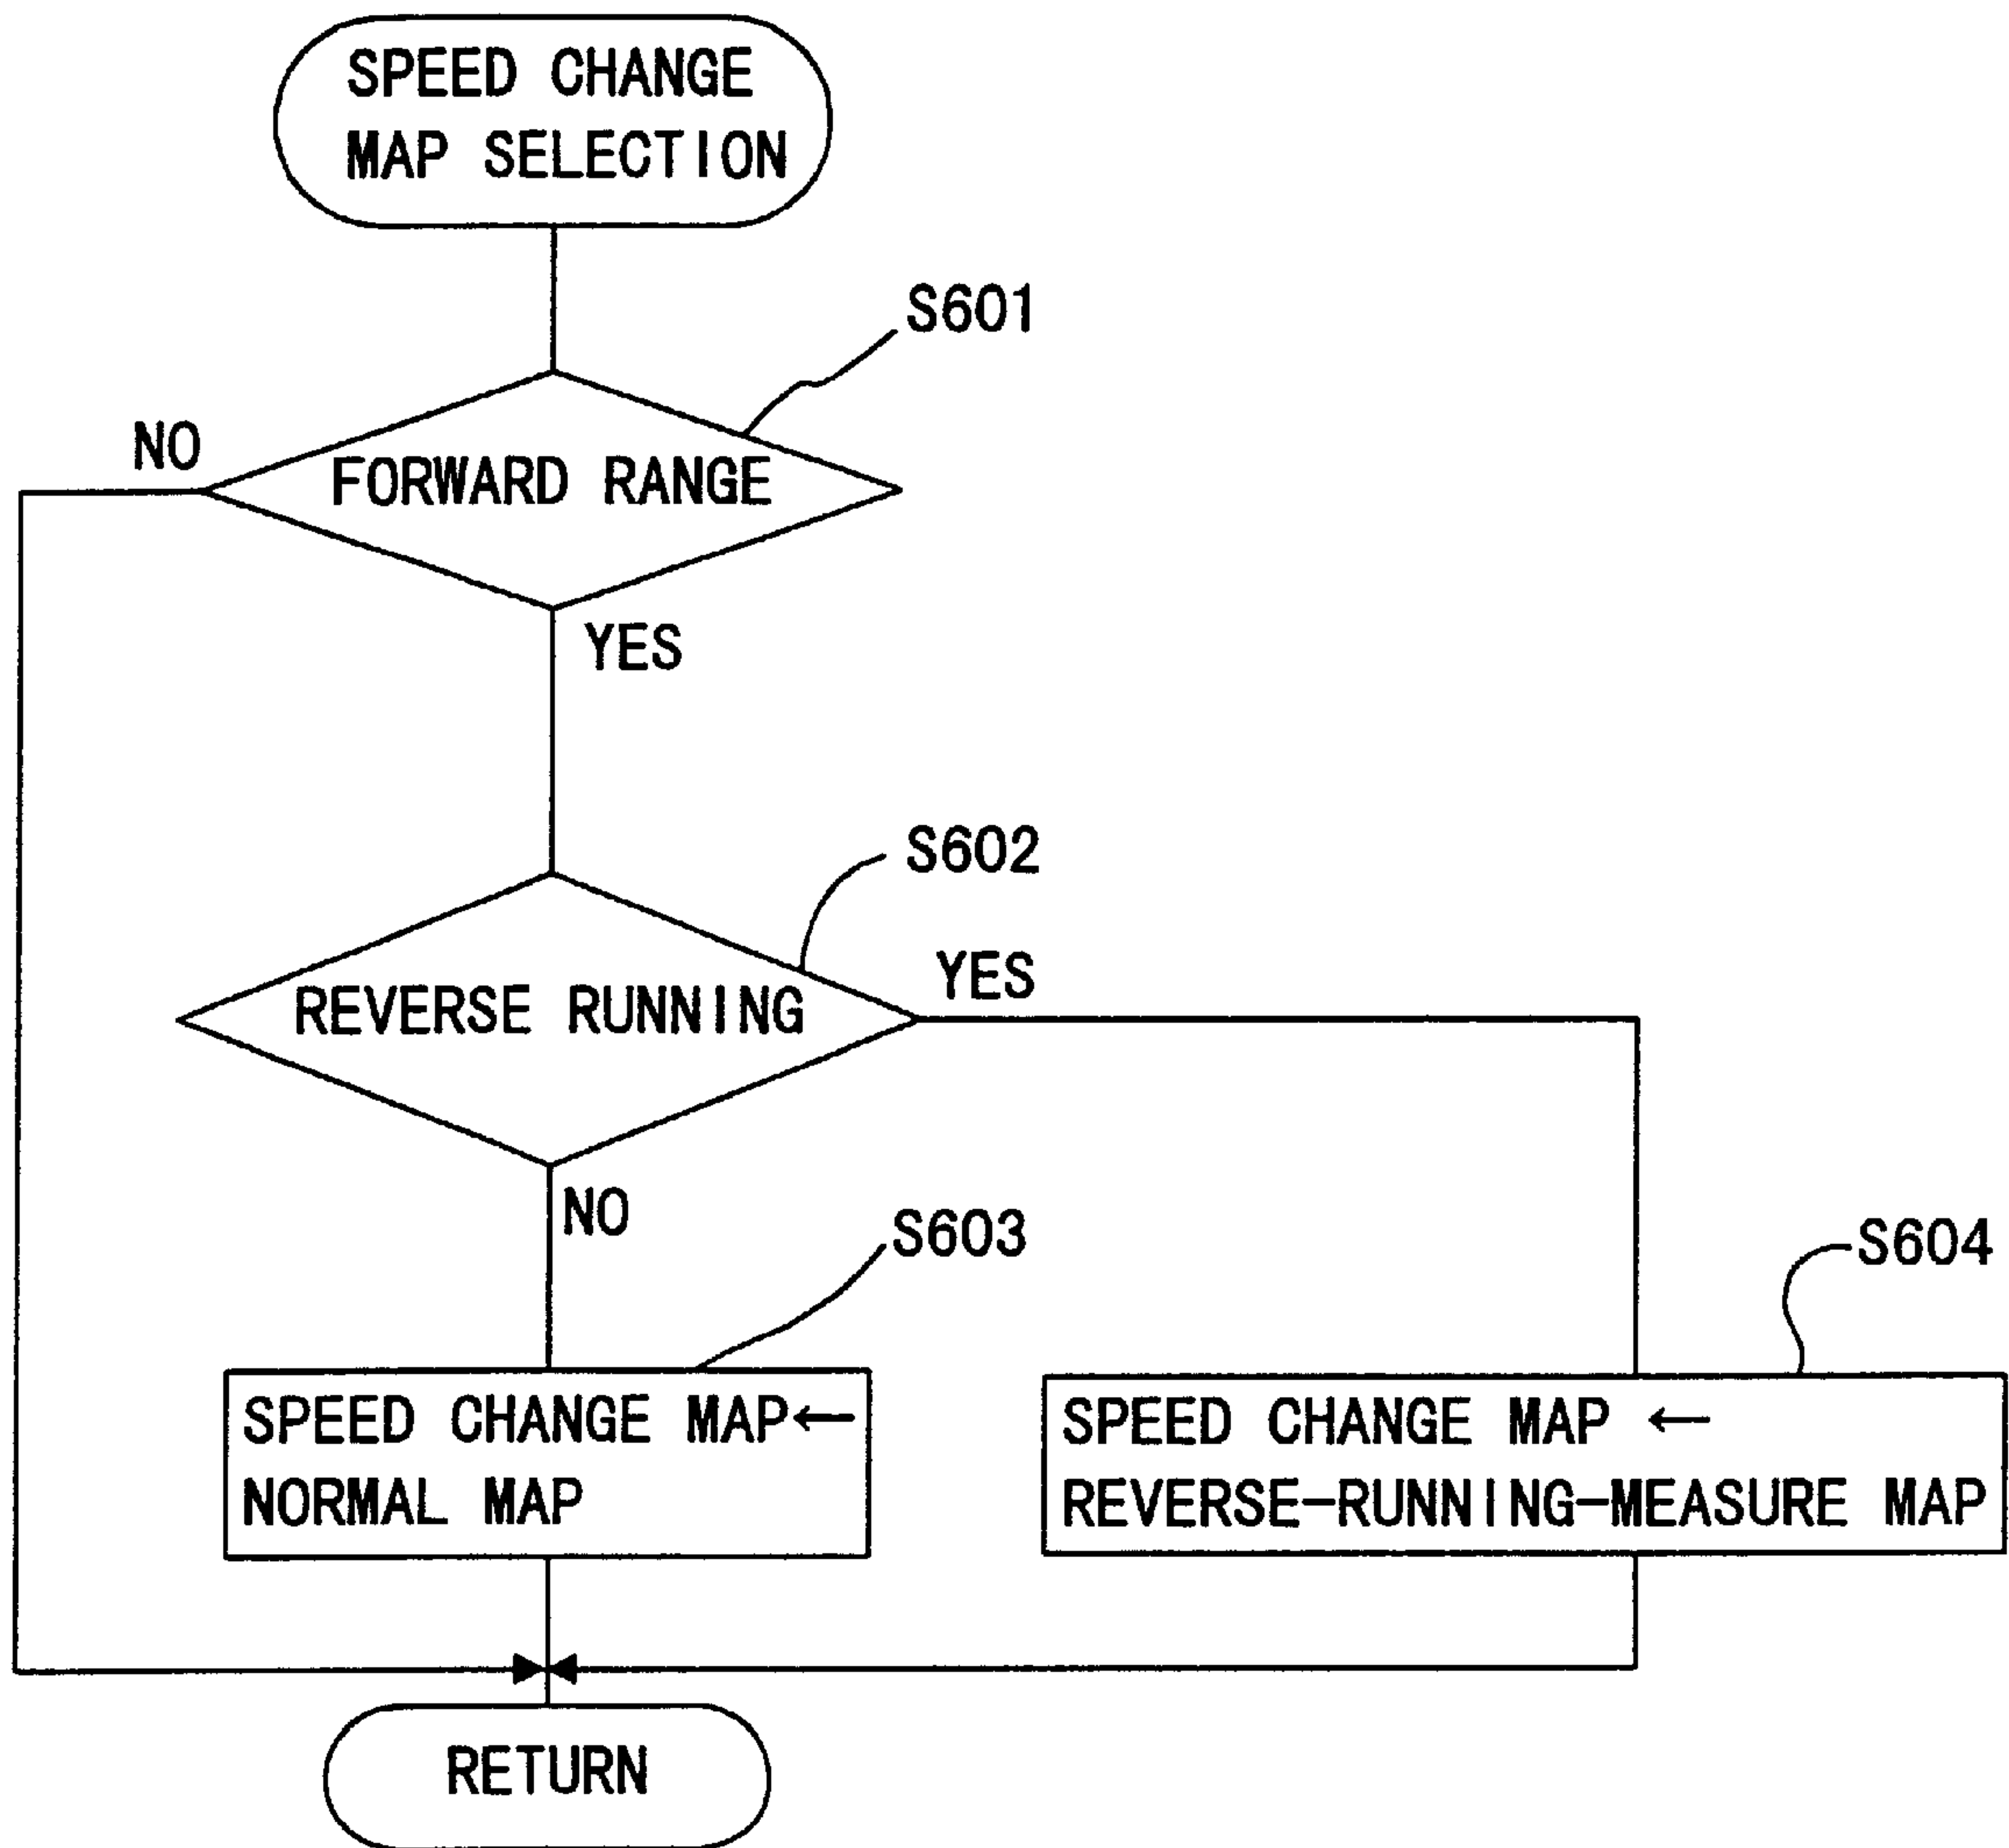 SPEED CHANGE
MAP SELECTION
S601
NO
FORWARD RANGE
YES
S602
YES
REVERSE RUNNING
NO
S603
S604
SPEED CHANGE MAP←
NORMAL MAP
SPEED CHANGE MAP ←
REVERSE-RUNNING-MEASURE MAP
RETURN